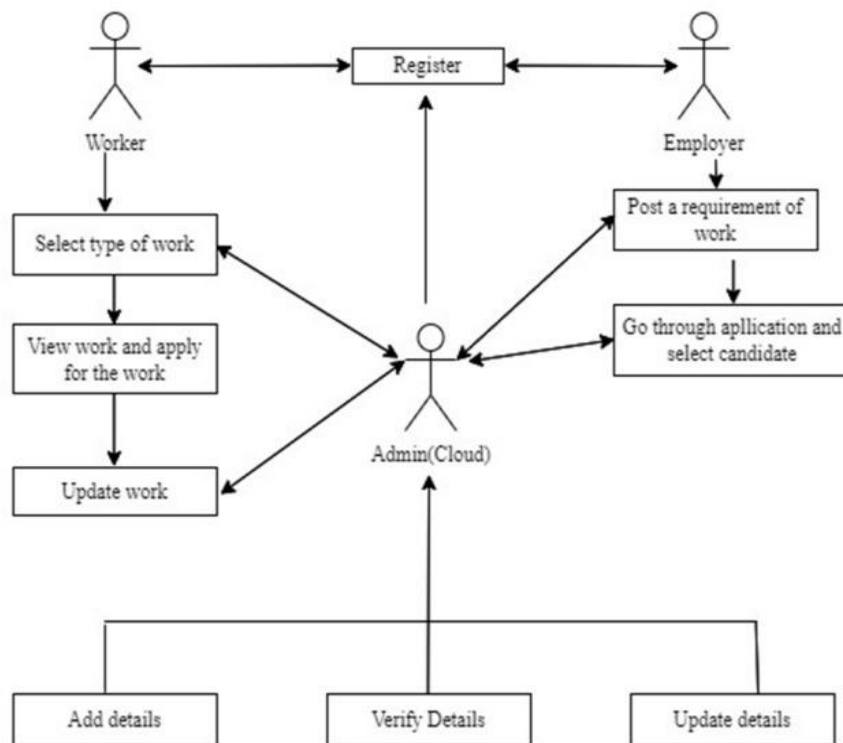 Register
Worker
Employer
Select type of work
Post a requirement of
work
View work and apply
for the work
Go through apllication and
select candidate
Update work
Admin(Cloud)
Add details
Verify Details
Update details